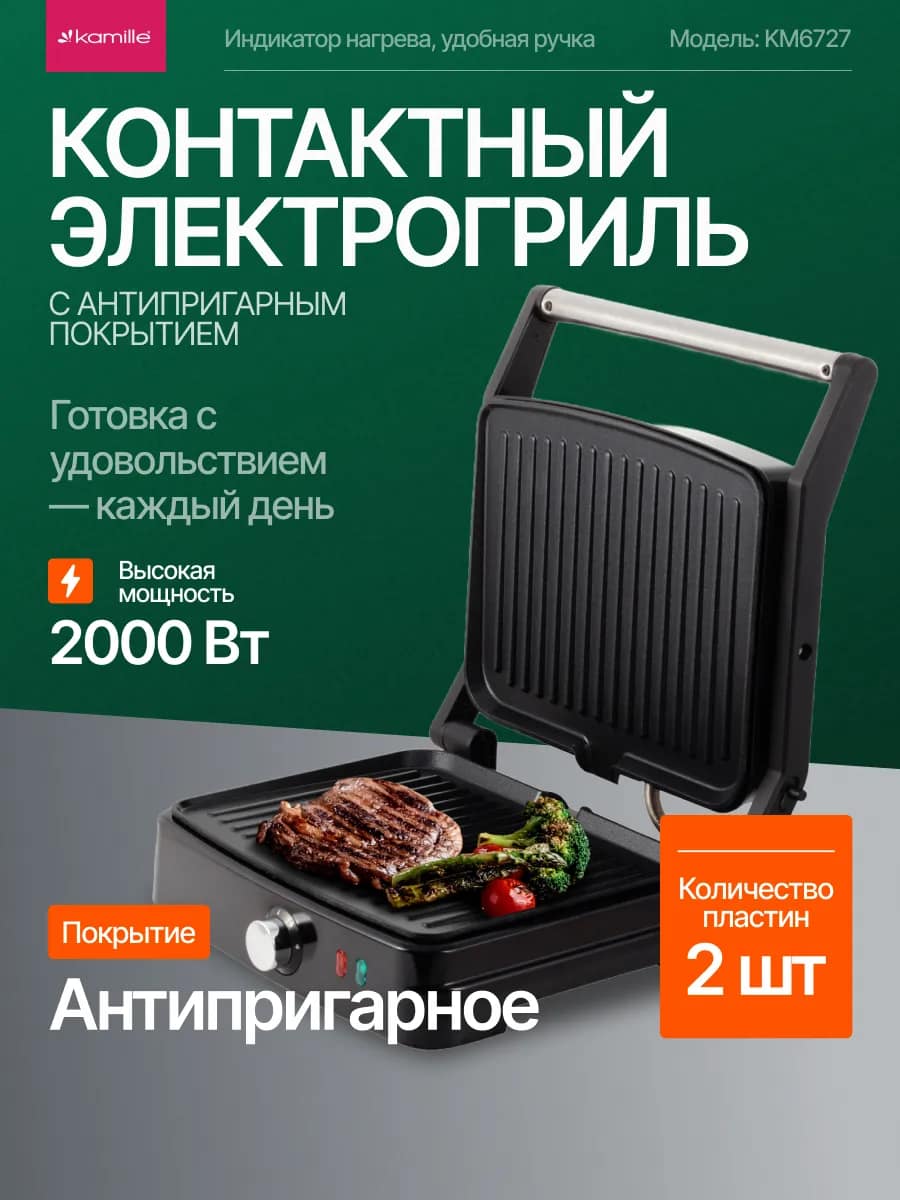 kamille
Индикатор нагрева, удобная ручка
Модель: KM6727
КОНТАКТНЫЙ
ЭЛЕКТРОГРИЛЬ
С АНТИПРИГАРНЫМ
ПОКРЫТИЕМ
Готовка с
удовольствием
— каждый день
Высокая
мощность
2000 Вт
Покрытие
Антипригарное
Количество
пластин
2 шт